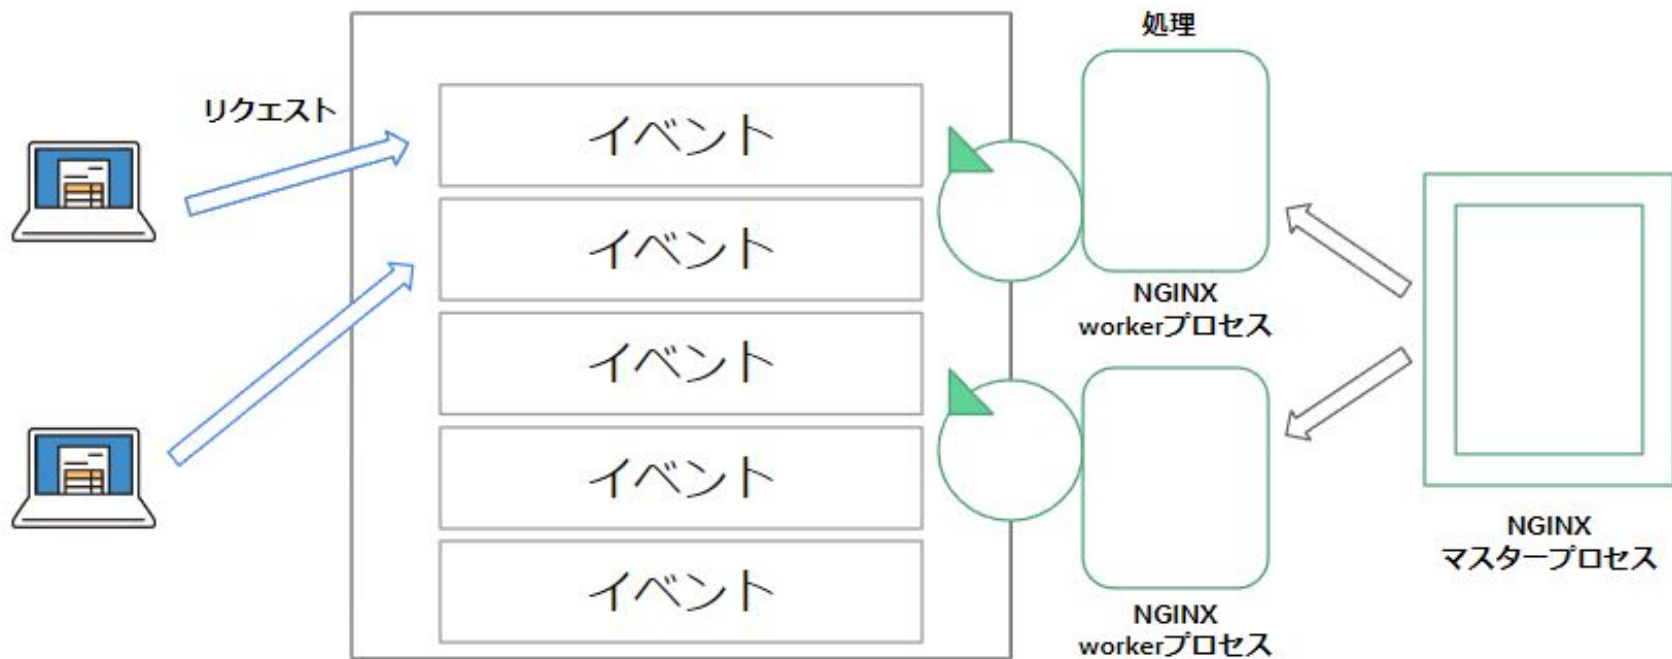 処理
リクエスト
イベント
イベント
イベント
イベント
イベント
NGINX
workerプロセス
NGINX
workerプロセス
NGINX
マスタープロセス